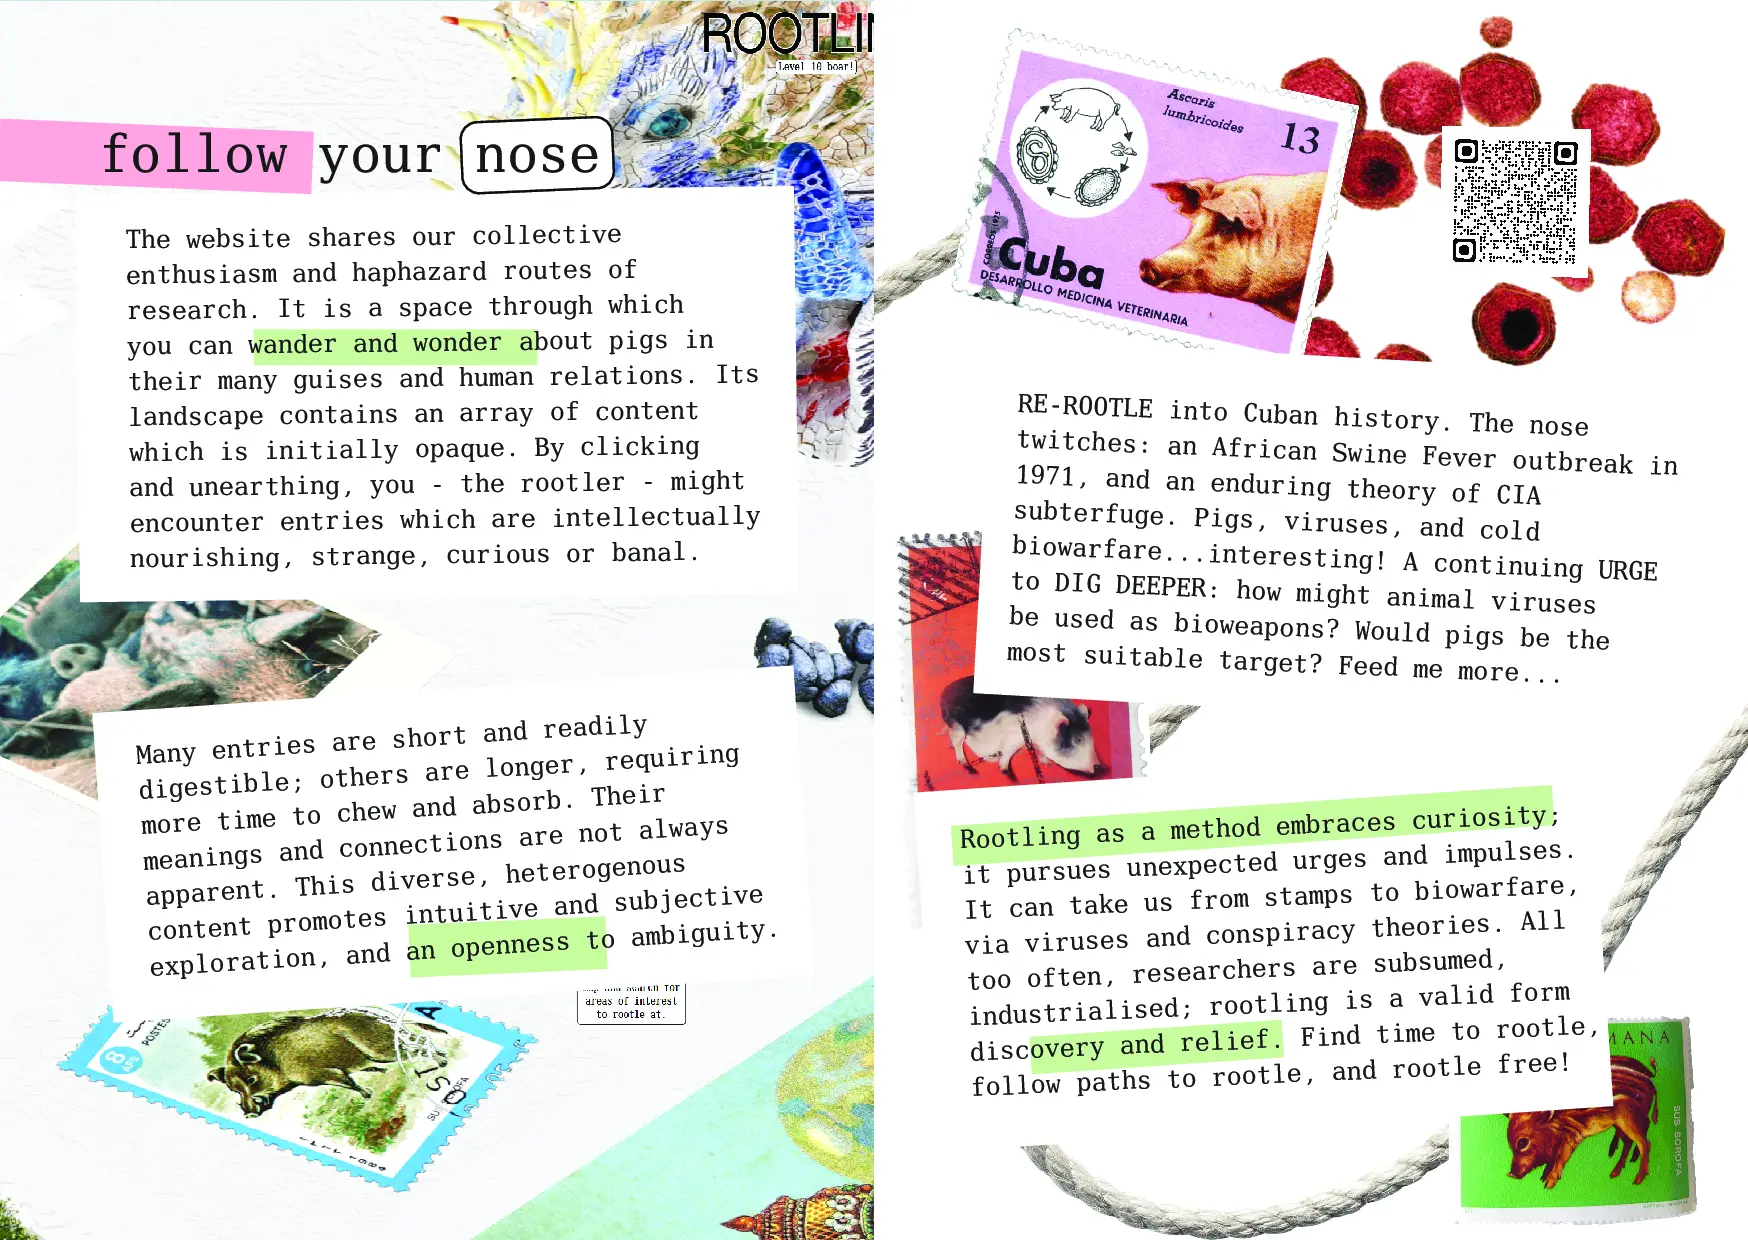 ROOTLI
Level 10 boar!
follow your nose
The website shares our collective
enthusiasm and haphazard routes of
research. It is a space through which
you can wander and wonder about pigs in
their many guises and human relations. Its
landscape contains an array of content
which is initially opaque. By clicking
and unearthing, you - the rootler - might
encounter entries which are intellectually
nourishing, strange, curious or banal.
Many entries are short and readily
digestible; others are longer, requiring
more time to chew and absorb. Their
meanings and connections are not always
apparent. This diverse, heterogenous
content promotes intuitive and subjective
exploration, and an openness to ambiguity.
areas of interest
to rootle at.
POSTES
8
A
1984
Ascaris
lumbricoides
13
CORREOS 1975
Cuba
DESARROLLO MEDICINA VETERINARIA
RE-ROOTLE into Cuban history. The nose
twitches: an African Swine Fever outbreak in
1971, and an enduring theory of CIA
subterfuge. Pigs, viruses, and cold
biowarfare...interesting! A continuing URGE
to DIG DEEPER: how might animal viruses
be used as bioweapons? Would pigs be the
most suitable target? Feed me more...
Rootling as a method embraces curiosity;
it pursues unexpected urges and impulses.
It can take us from stamps to biowarfare,
via viruses and conspiracy theories. All
too often, researchers are subsumed,
industrialised; rootling is a valid form
discovery and relief. Find time to rootle,
follow paths to rootle, and rootle free!
MANA
SUS SCROFA